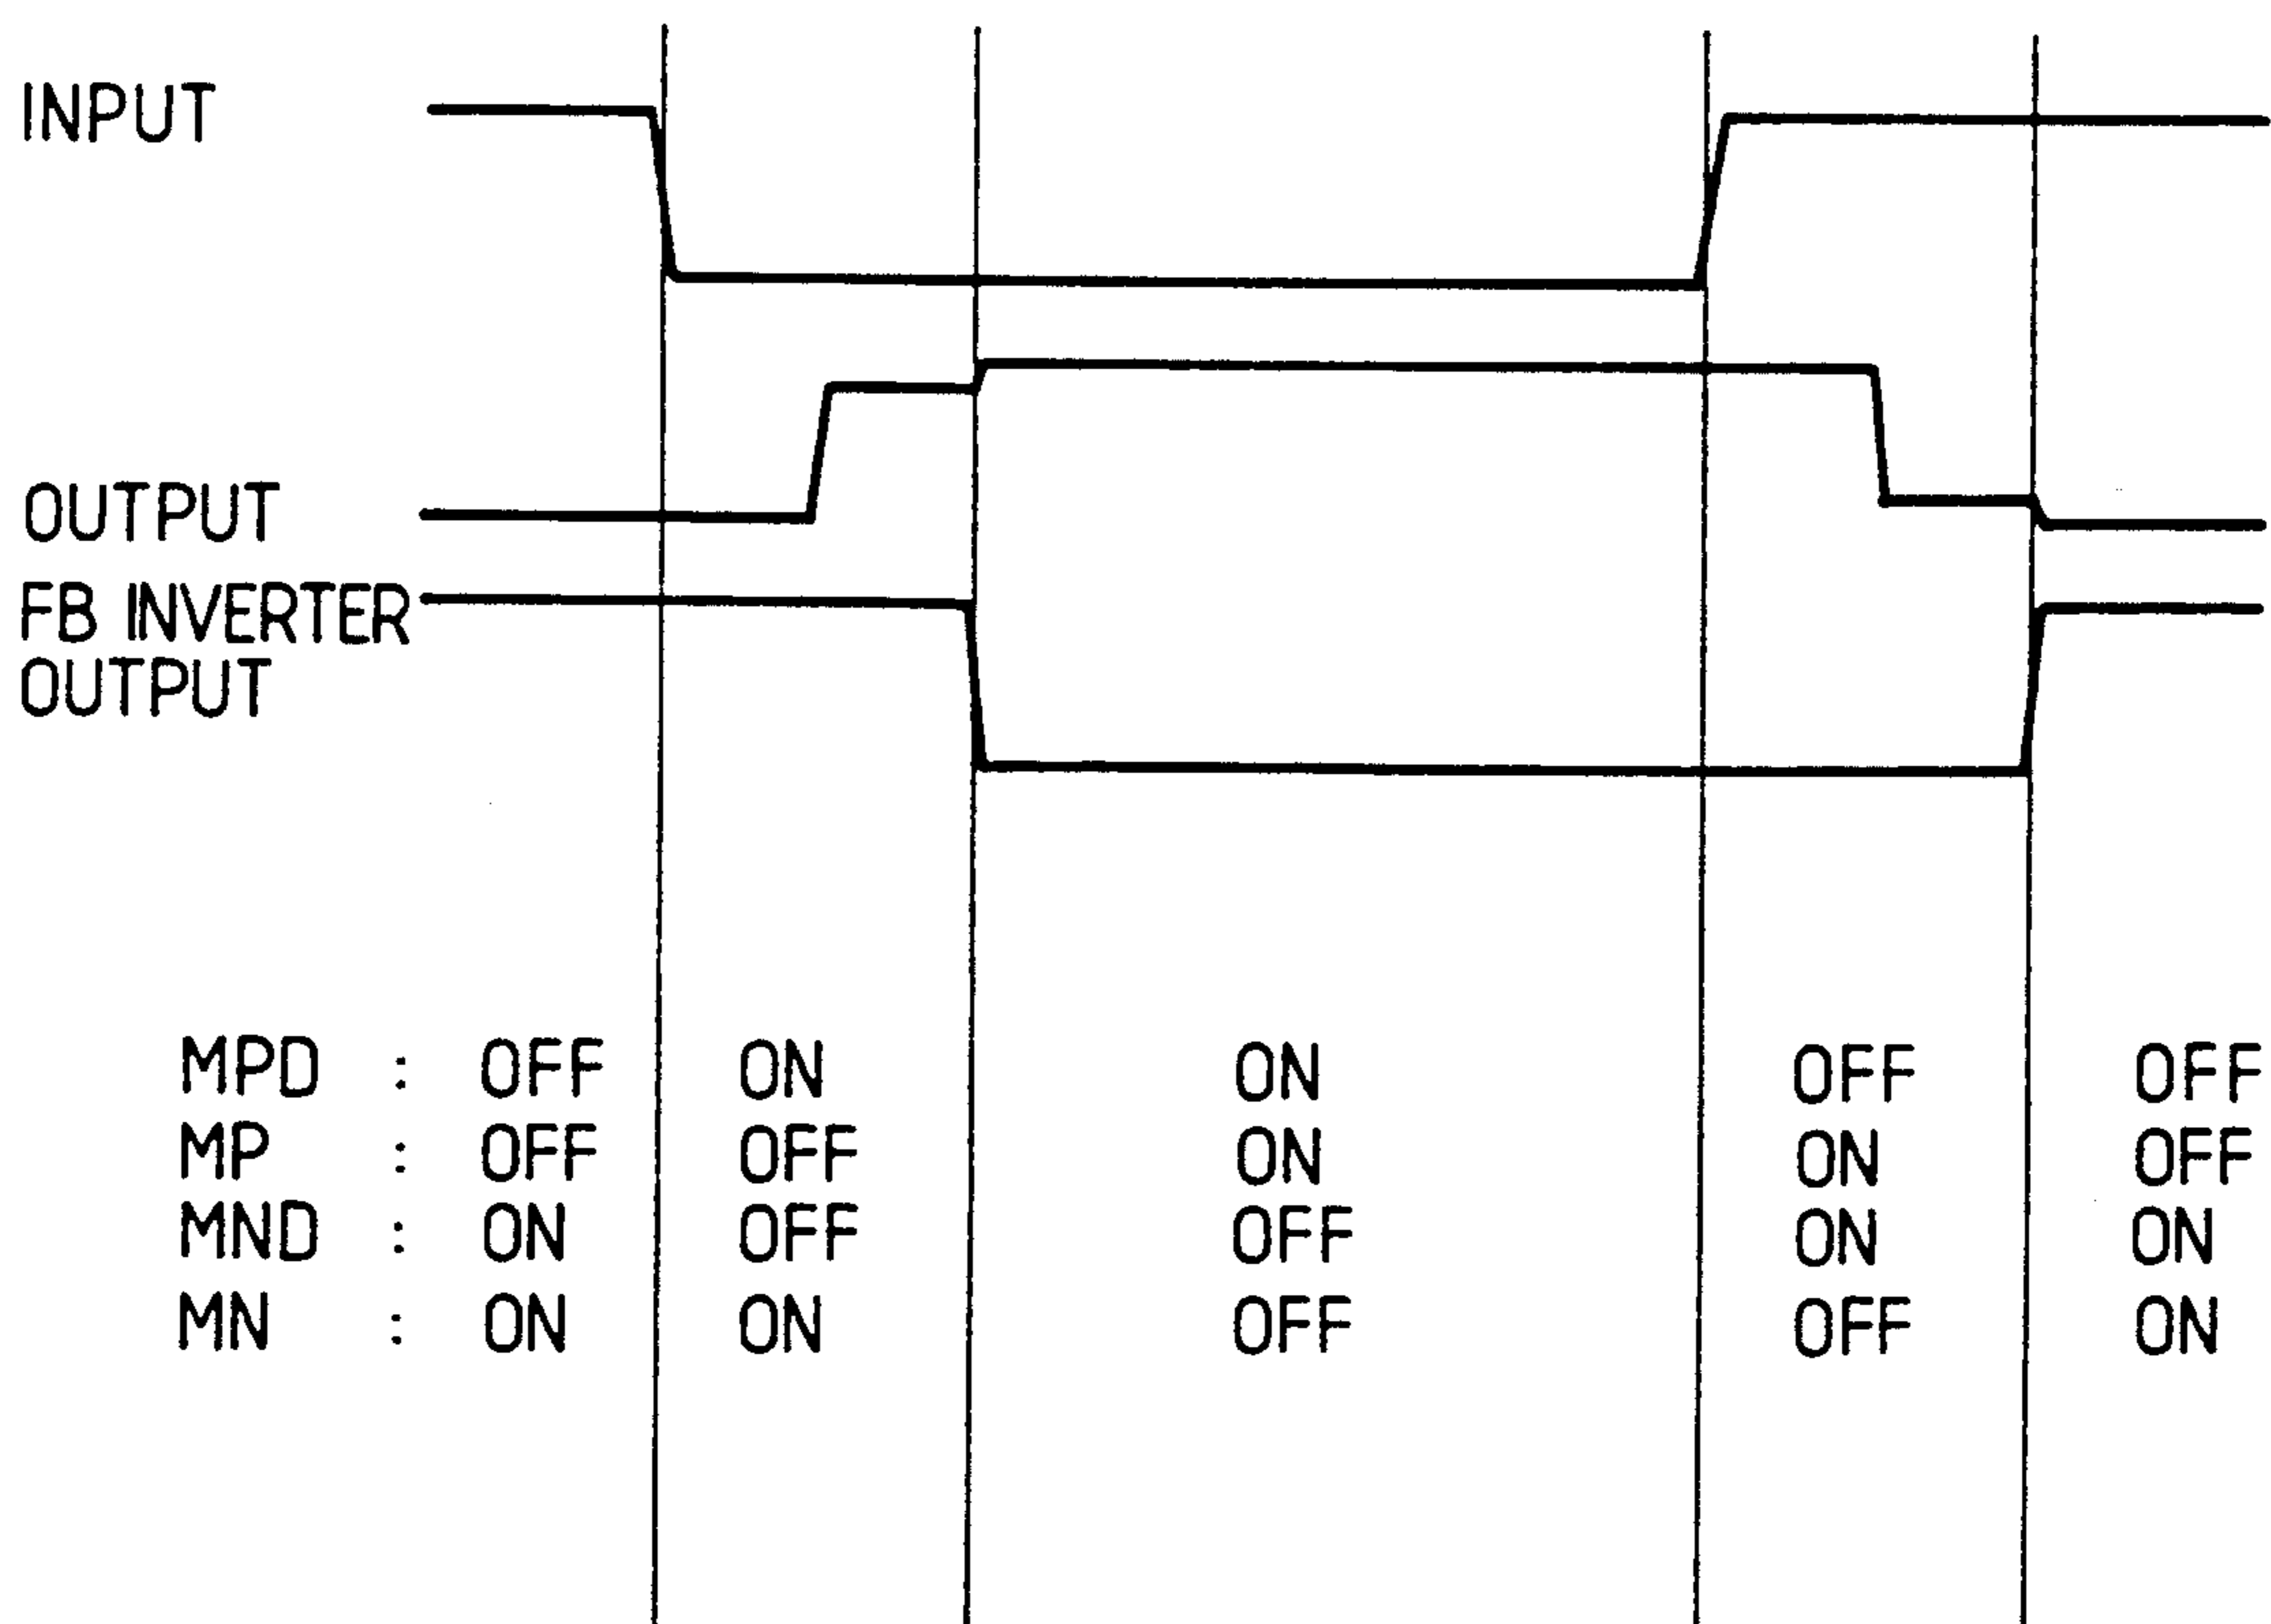 INPUT
OUTPUT
FB INVERTER
OUTPUT
MPD : OFF ON ON OFF OFF
MP : OFF OFF ON ON OFF
MND : ON OFF OFF ON ON
MN : ON ON OFF OFF ON